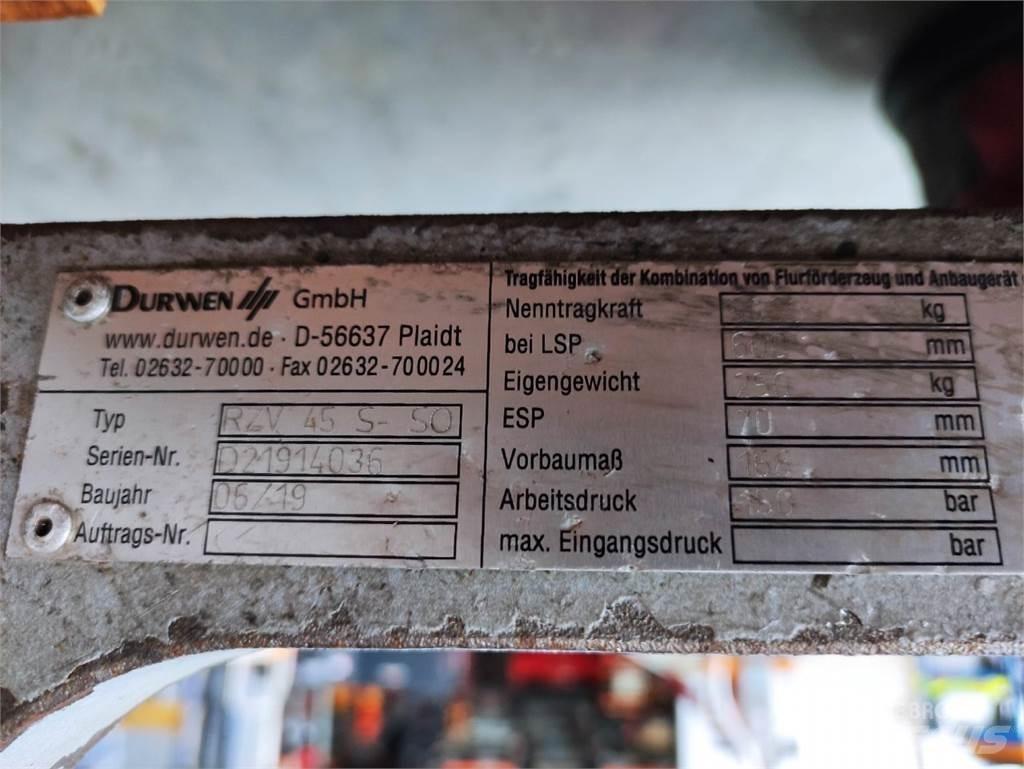 DURWEN GmbH
www.durwen.de · D-56637 Plaidt
Tel. 02632-70000 · Fax 02632-700024
Typ RZV 45 S- SO
Serien-Nr. D21914036
Baujahr 06/19
Auftrags-Nr.
Tragfähigkeit der Kombination von Flurförderzeug und Anbaugerät
Nenntragkraft kg
bei LSP mm
Eigengewicht kg
ESP 70 mm
Vorbaumaß mm
Arbeitsdruck bar
max. Eingangsdruck bar